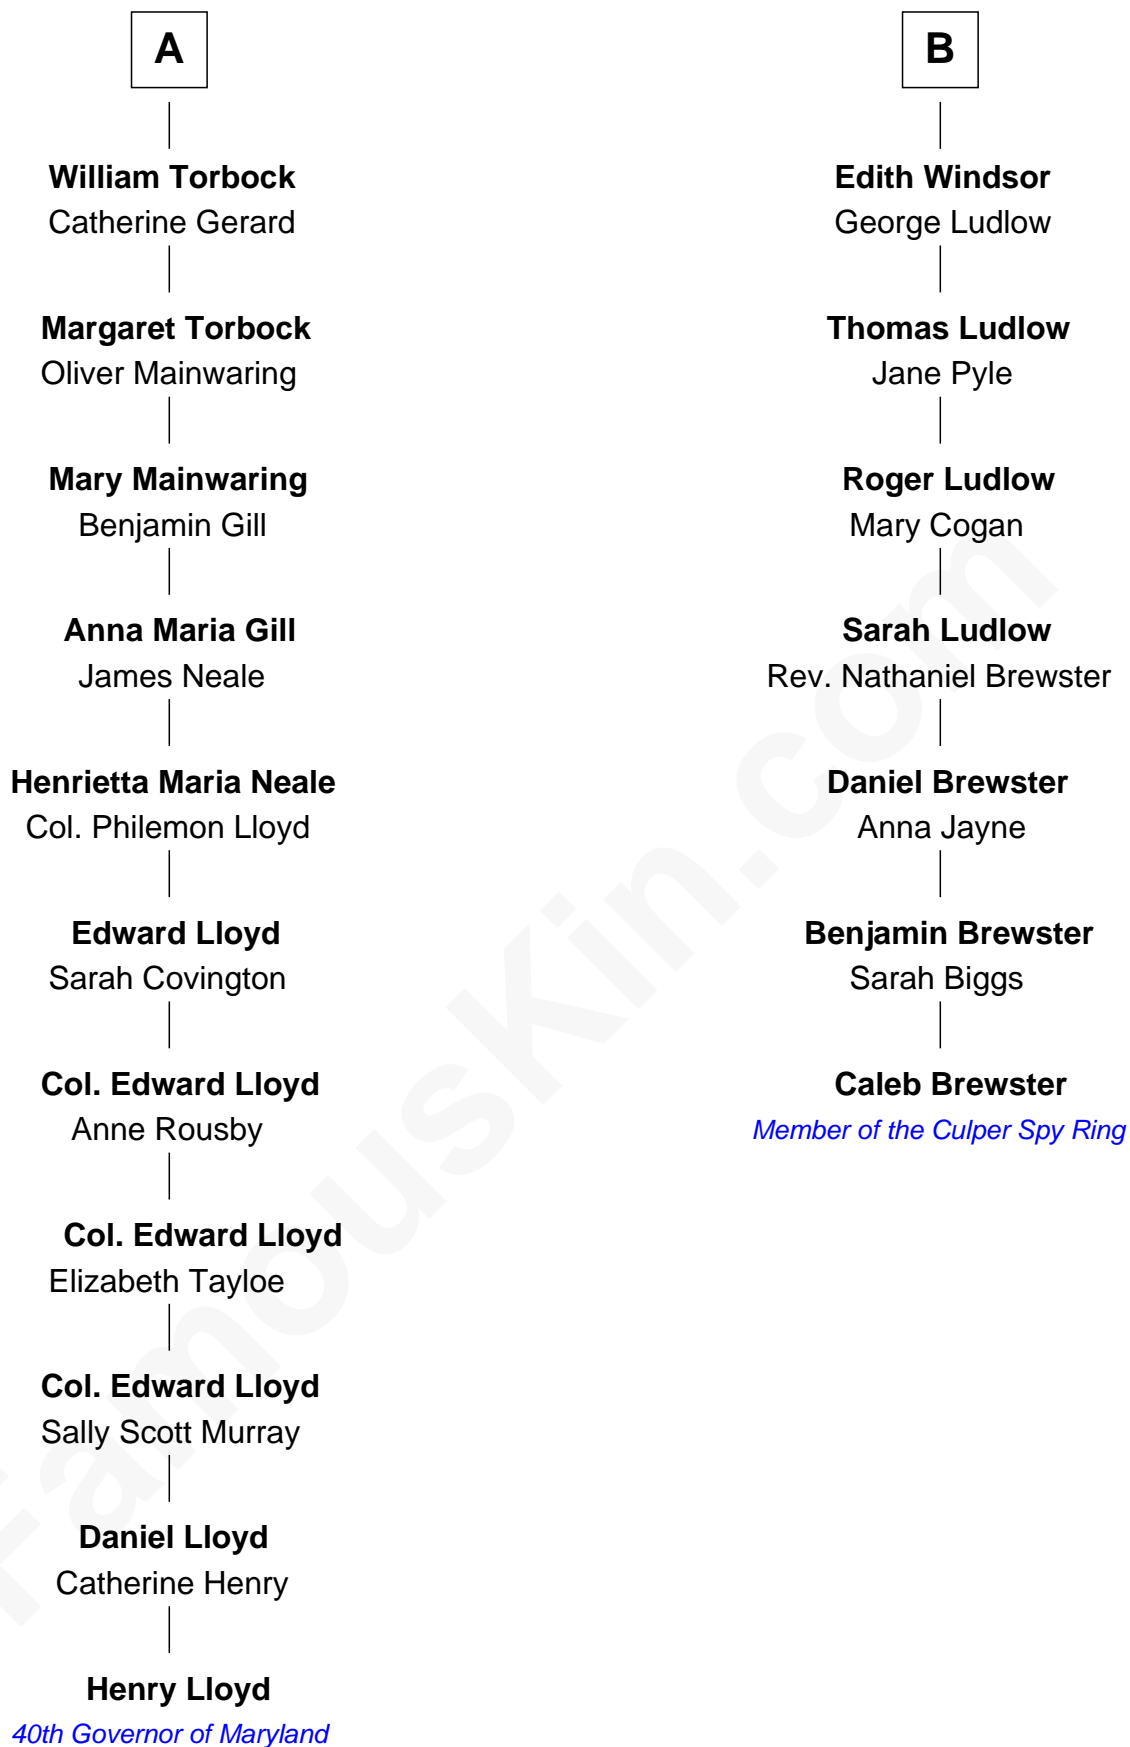 A
William Torbock
Catherine Gerard
Margaret Torbock
Oliver Mainwaring
Mary Mainwaring
Benjamin Gill
Anna Maria Gill
James Neale
Henrietta Maria Neale
Col. Philemon Lloyd
Edward Lloyd
Sarah Covington
Col. Edward Lloyd
Anne Rousby
Col. Edward Lloyd
Elizabeth Tayloe
Col. Edward Lloyd
Sally Scott Murray
Daniel Lloyd
Catherine Henry
Henry Lloyd
40th Governor of Maryland
B
Edith Windsor
George Ludlow
Thomas Ludlow
Jane Pyle
Roger Ludlow
Mary Cogan
Sarah Ludlow
Rev. Nathaniel Brewster
Daniel Brewster
Anna Jayne
Benjamin Brewster
Sarah Biggs
Caleb Brewster
Member of the Culper Spy Ring
FamousKin.com